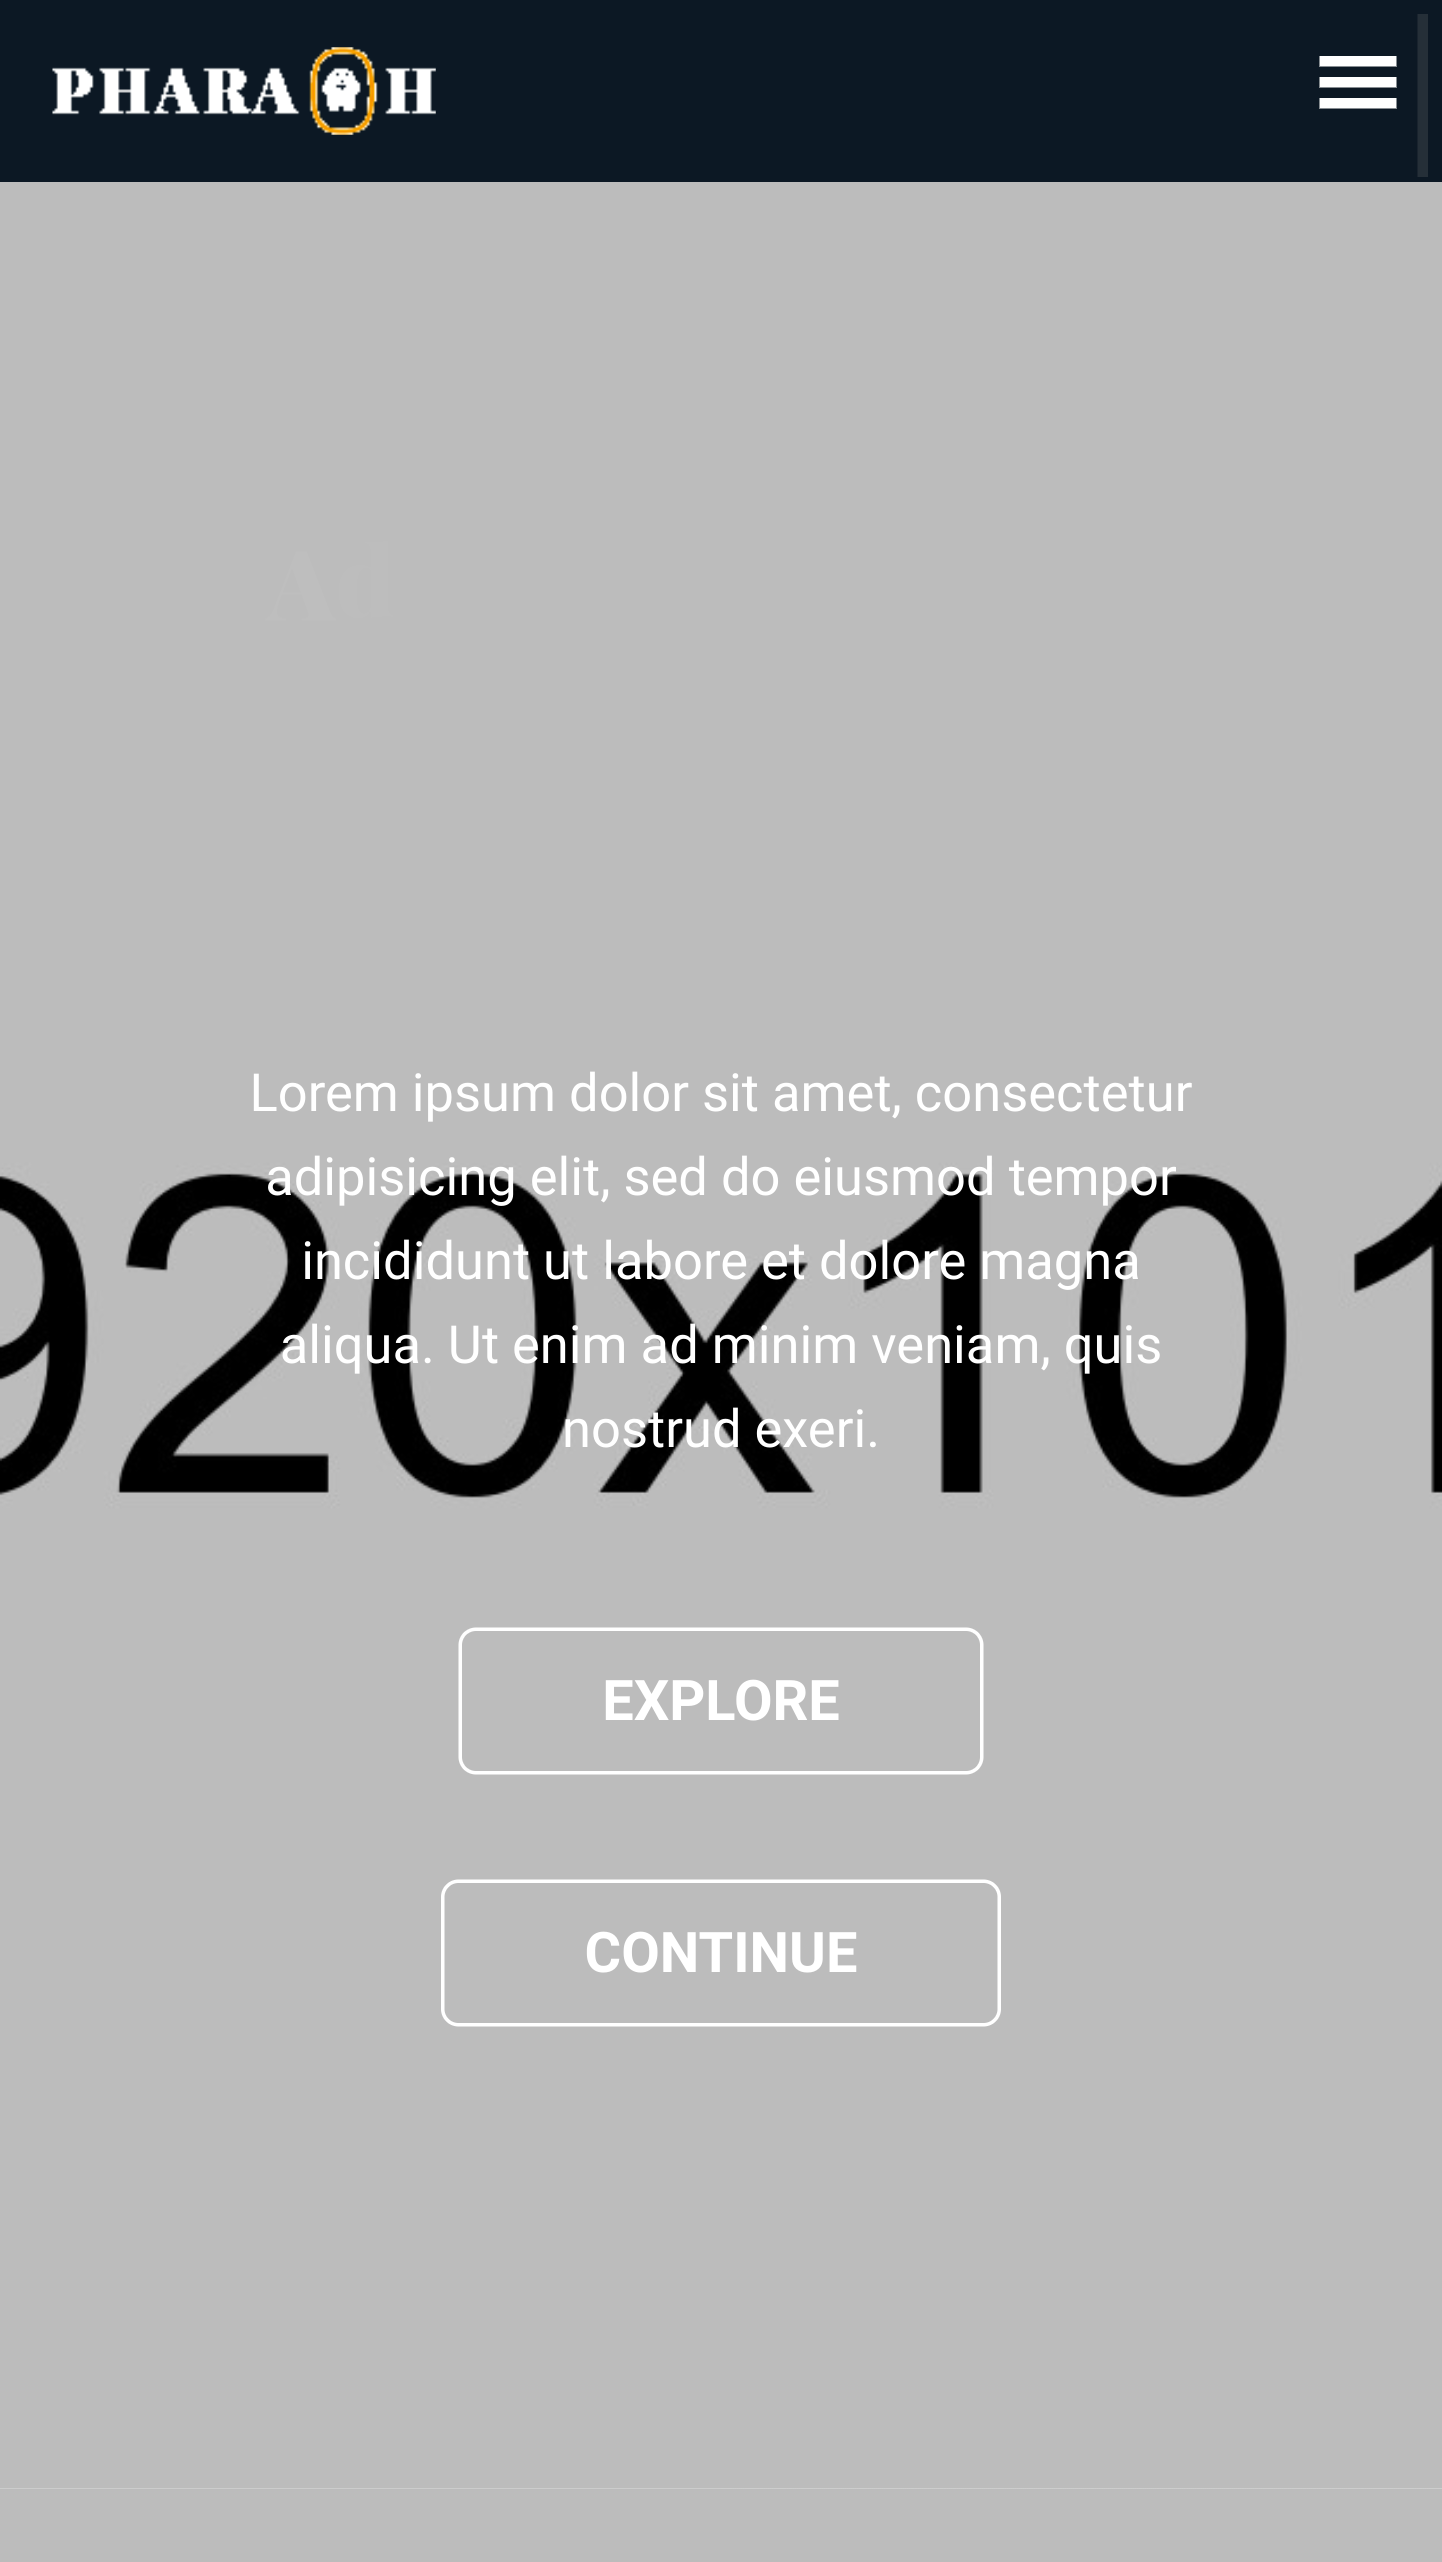 PHARAOH
Ad
Lorem ipsum dolor sit amet, consectetur
adipisicing elit, sed do eiusmod tempor
incididunt ut labore et dolore magna
aliqua. Ut enim ad minim veniam, quis
nostrud exeri.
920x101
EXPLORE
CONTINUE